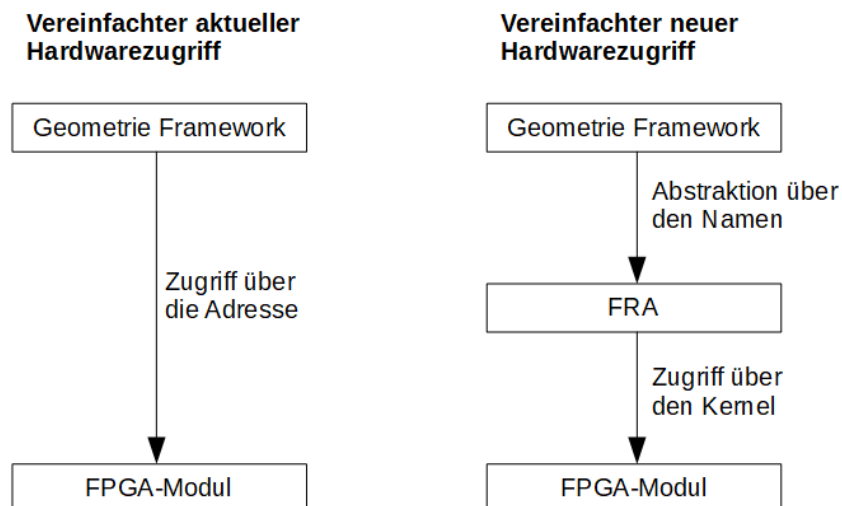 Vereinfachter aktueller
Hardwarezugriff
Geometrie Framework
Zugriff über
die Adresse
FPGA-Modul
Vereinfachter neuer
Hardwarezugriff
Geometrie Framework
Abstraktion über
den Namen
FRA
Zugriff über
den Kernel
FPGA-Modul